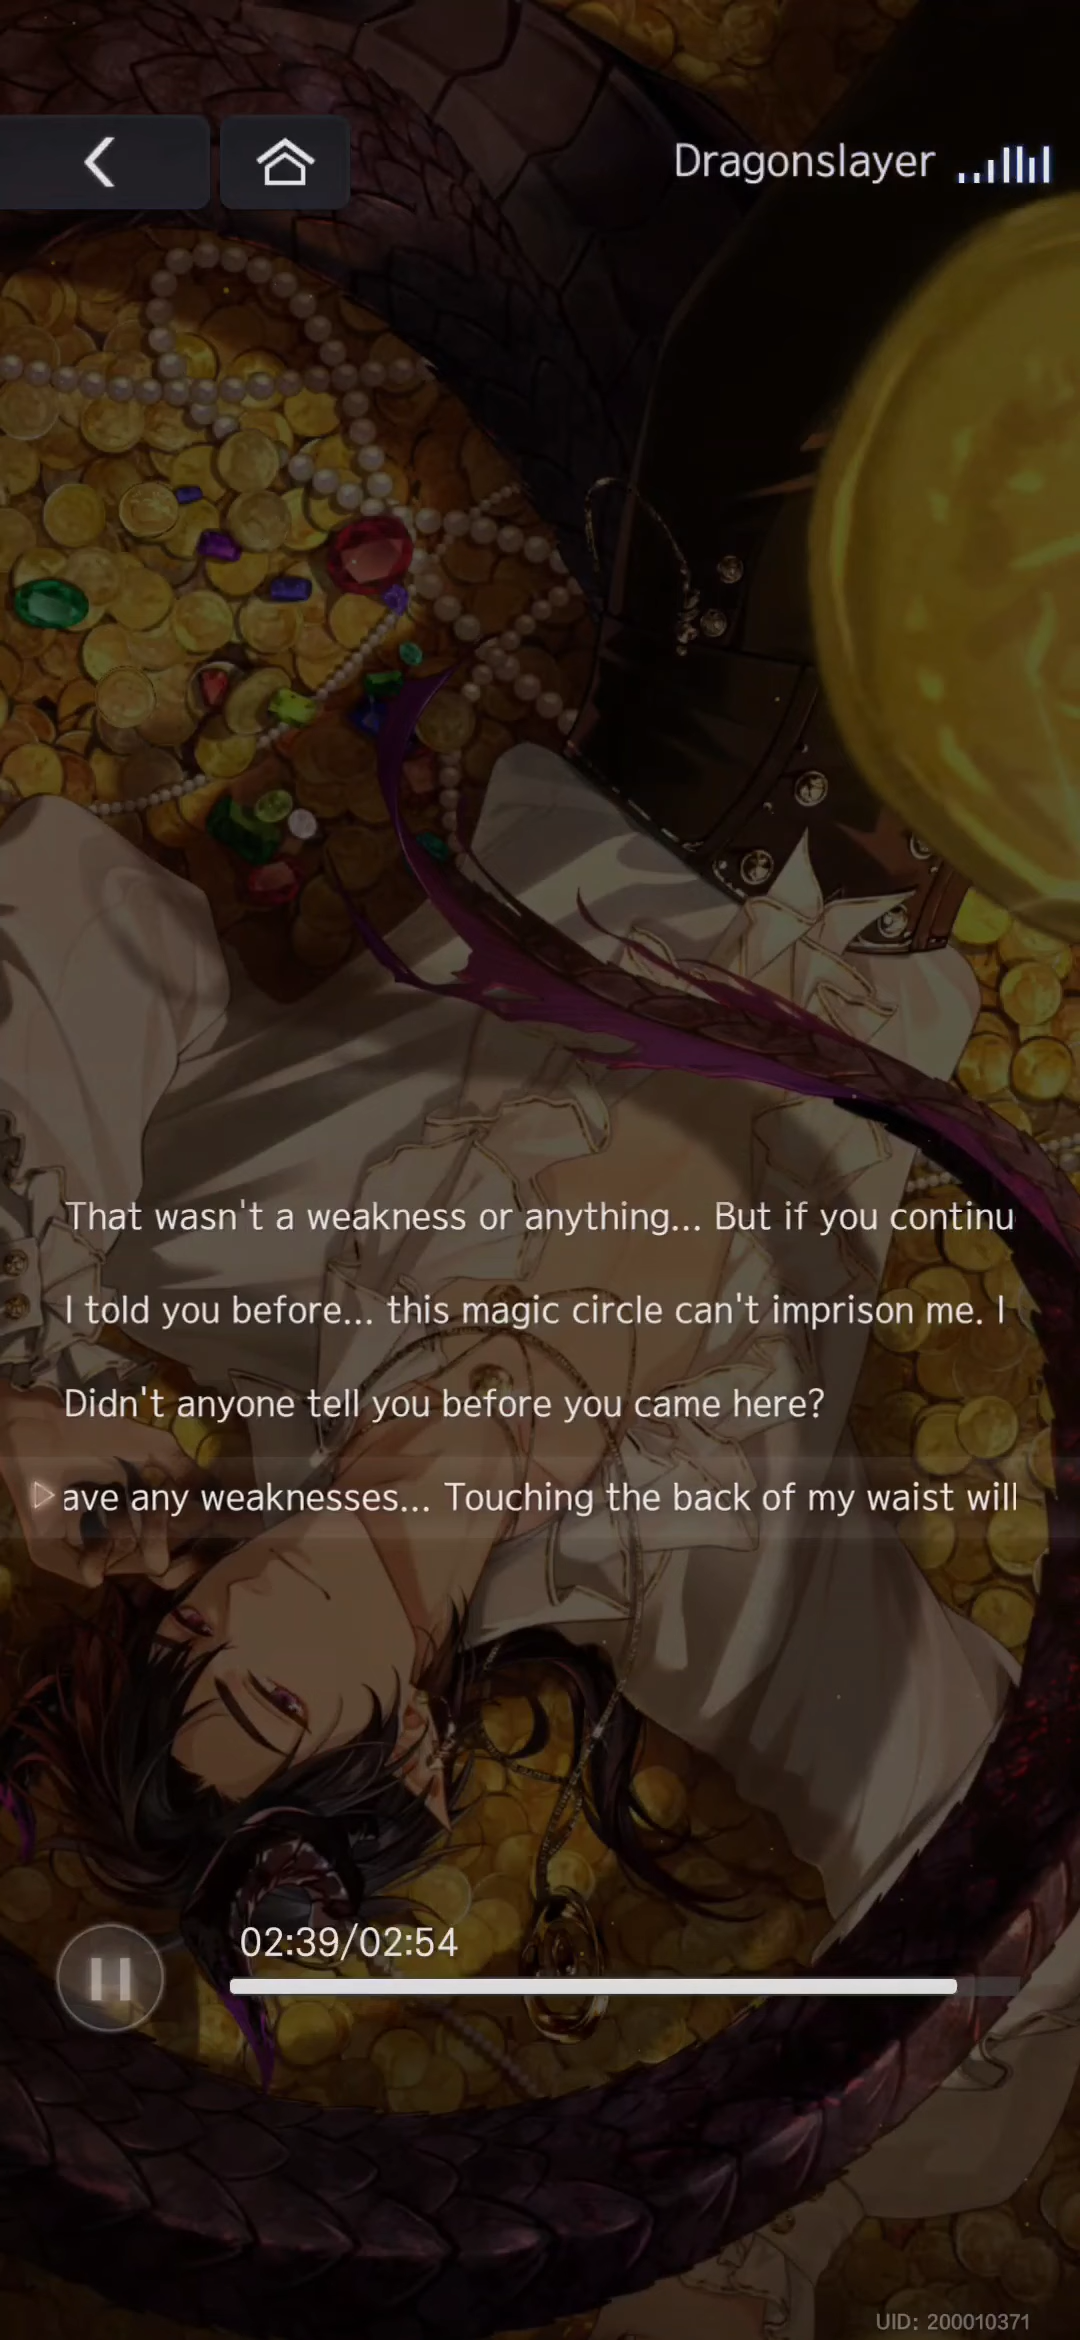 Dragonslayer
That wasn't a weakness or anything... But if you continu
I told you before... this magic circle can't imprison me. I
Didn't anyone tell you before you came here?
ave any weaknesses... Touching the back of my waist will
02:39/02:54
UID: 200010371